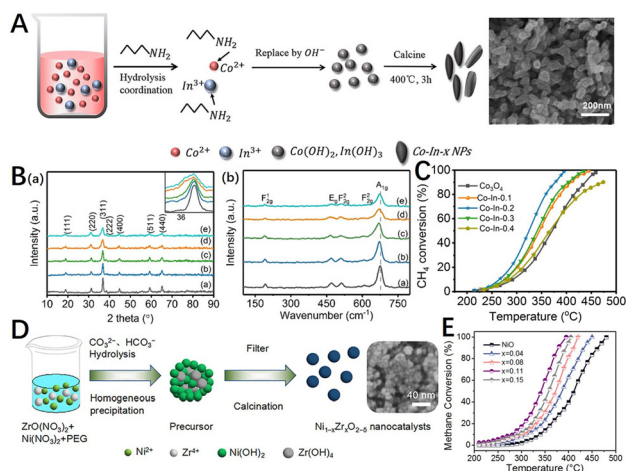 A
NH₂
Hydrolysis
coordination
NH₂
Co²⁺
In³⁺
NH₂
Replace by OH⁻
Calcine
400℃, 3h
200nm
Co²⁺
In³⁺
Co(OH)₂, In(OH)₃
Co-In-x NPs
B
(a)
Intensity (a.u.)
(111)
(220)
(311)
(222)
(400)
(511)
(440)
36
(e)
(d)
(c)
(b)
(a)
10 20 30 40 50 60 70 80 90
2 theta (°)
(b)
Intensity (a.u.)
F¹2g
Eg
F²2g
F²2g
A1g
(e)
(d)
(c)
(b)
(a)
150 300 450 600 750
Wavenumber (cm⁻¹)
C
CH₄ conversion (%)
100
80
60
40
20
0
Co₃O₄
Co-In-0.1
Co-In-0.2
Co-In-0.3
Co-In-0.4
200 250 300 350 400 450 500
Temperature (°C)
D
ZrO(NO₃)₂+
Ni(NO₃)₂+PEG
CO₃²⁻、HCO₃⁻
Hydrolysis
Homogeneous
precipitation
Precursor
Filter
Calcination
40 nm
Ni₁₋ₓZrₓO₂₋δ nanocatalysts
Ni²⁺
Zr⁴⁺
Ni(OH)₂
Zr(OH)₄
E
Methane Conversion (%)
100
80
60
40
20
0
NiO
x=0.04
x=0.08
x=0.11
x=0.15
200 250 300 350 400 450 500
Temperature (°C)